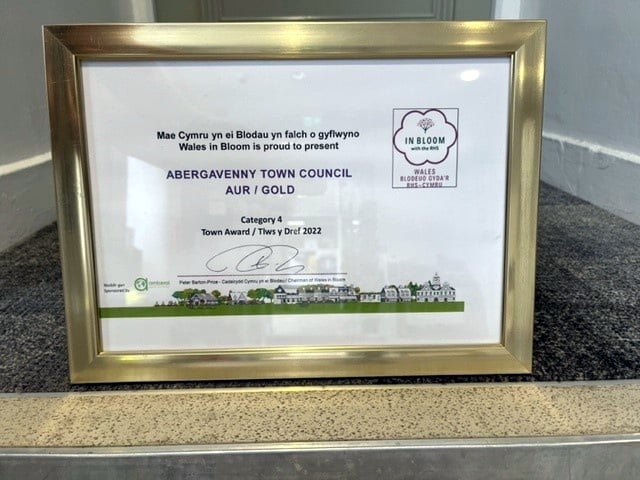 Mae Cymru yn ei Blodau yn falch o gyflwyno
Wales in Bloom is proud to present
ABERGAVENNY TOWN COUNCIL
AUR / GOLD
Category 4
Town Award / Tlws y Dref 2022
Peter Barton-Price - Cadeirydd Cymru yn ei Blodau/ Chairman of Wales in Bloom
IN BLOOM
with the RHS
WALES
BLODEUO GYDA'R
RHS-CYMRU